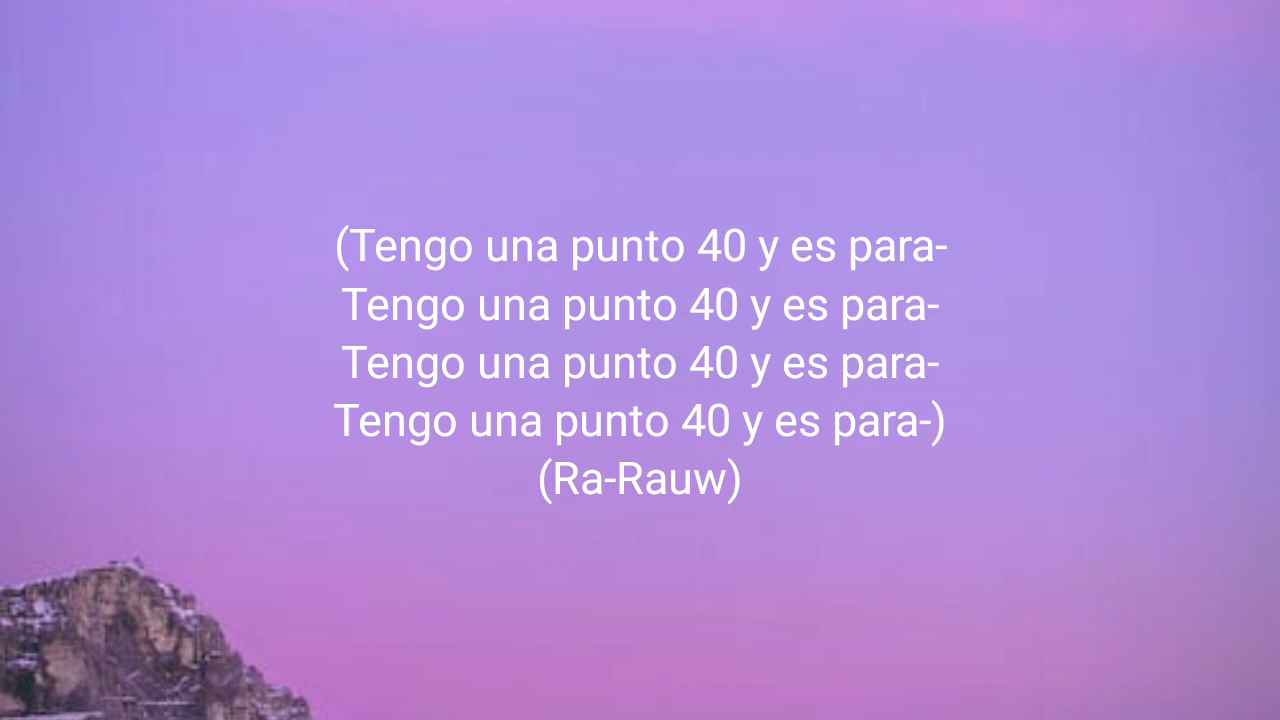 (Tengo una punto 40 y es para-
Tengo una punto 40 y es para-
Tengo una punto 40 y es para-
Tengo una punto 40 y es para-)
(Ra-Rauw)